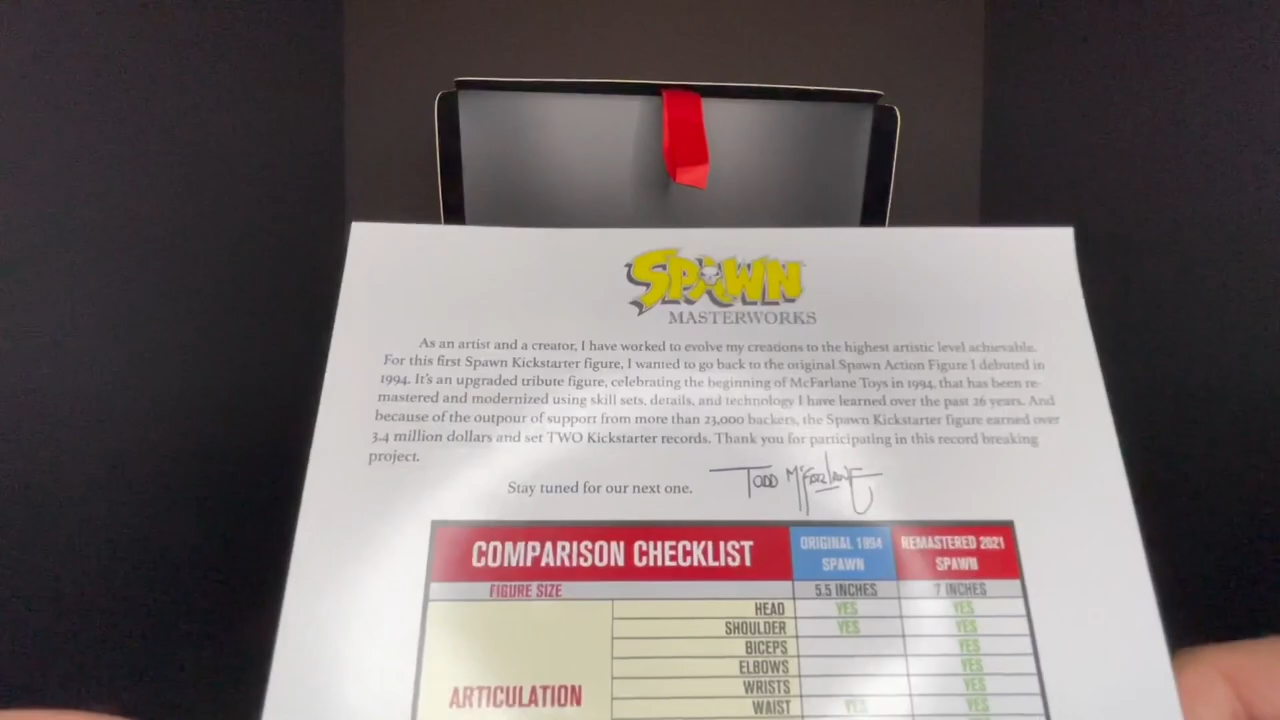 SPAWN
MASTERWORKS
As an artist and a creator, I have worked to evolve my creations to the highest artistic level achievable.
For this first Spawn Kickstarter figure, I wanted to go back to the original Spawn Action Figure I debuted in
1994. It's an upgraded tribute figure, celebrating the beginning of McFarlane Toys in 1994, that has been re-
mastered and modernized using skill sets, details, and technology I have learned over the past 26 years. And
because of the outpour of support from more than 23,000 backers, the Spawn Kickstarter figure earned over
3.4 million dollars and set TWO Kickstarter records. Thank you for participating in this record breaking
project.
Stay tuned for our next one. TODD McFARLANE
COMPARISON CHECKLIST ORIGINAL 1994 SPAWN REMASTERED 2021 SPAWN
FIGURE SIZE 5.5 INCHES 7 INCHES
HEAD YES YES
SHOULDER YES YES
BICEPS YES
ELBOWS YES
WRISTS YES
ARTICULATION
WAIST YES YES